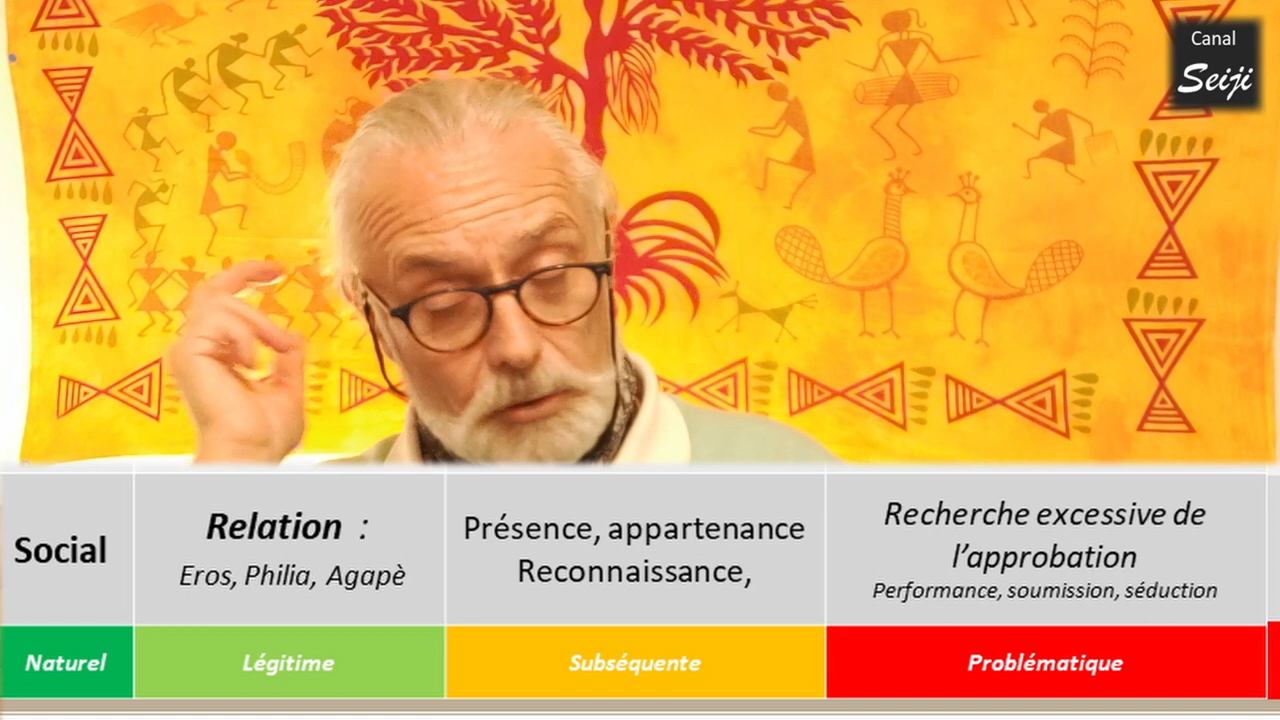 Canal
Seiji
Social
Relation :
Eros, Philia, Agapè
Présence, appartenance
Reconnaissance,
Recherche excessive de
l’approbation
Performance, soumission, séduction
Naturel
Légitime
Subséquente
Problématique